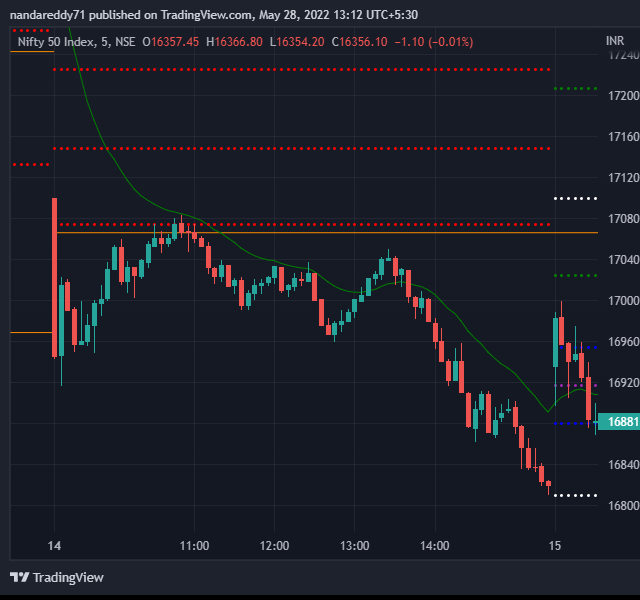 nandareddy71 published on TradingView.com, May 28, 2022 13:12 UTC+5:30
Nifty 50 Index, 5, NSE O16357.45 H16366.80 L16354.20 C16356.10 −1.10 (−0.01%)
INR
17240
17200
17160
17120
17080
17040
17000
16960
16920
16881
16840
16800
14 11:00 12:00 13:00 14:00 15
TradingView